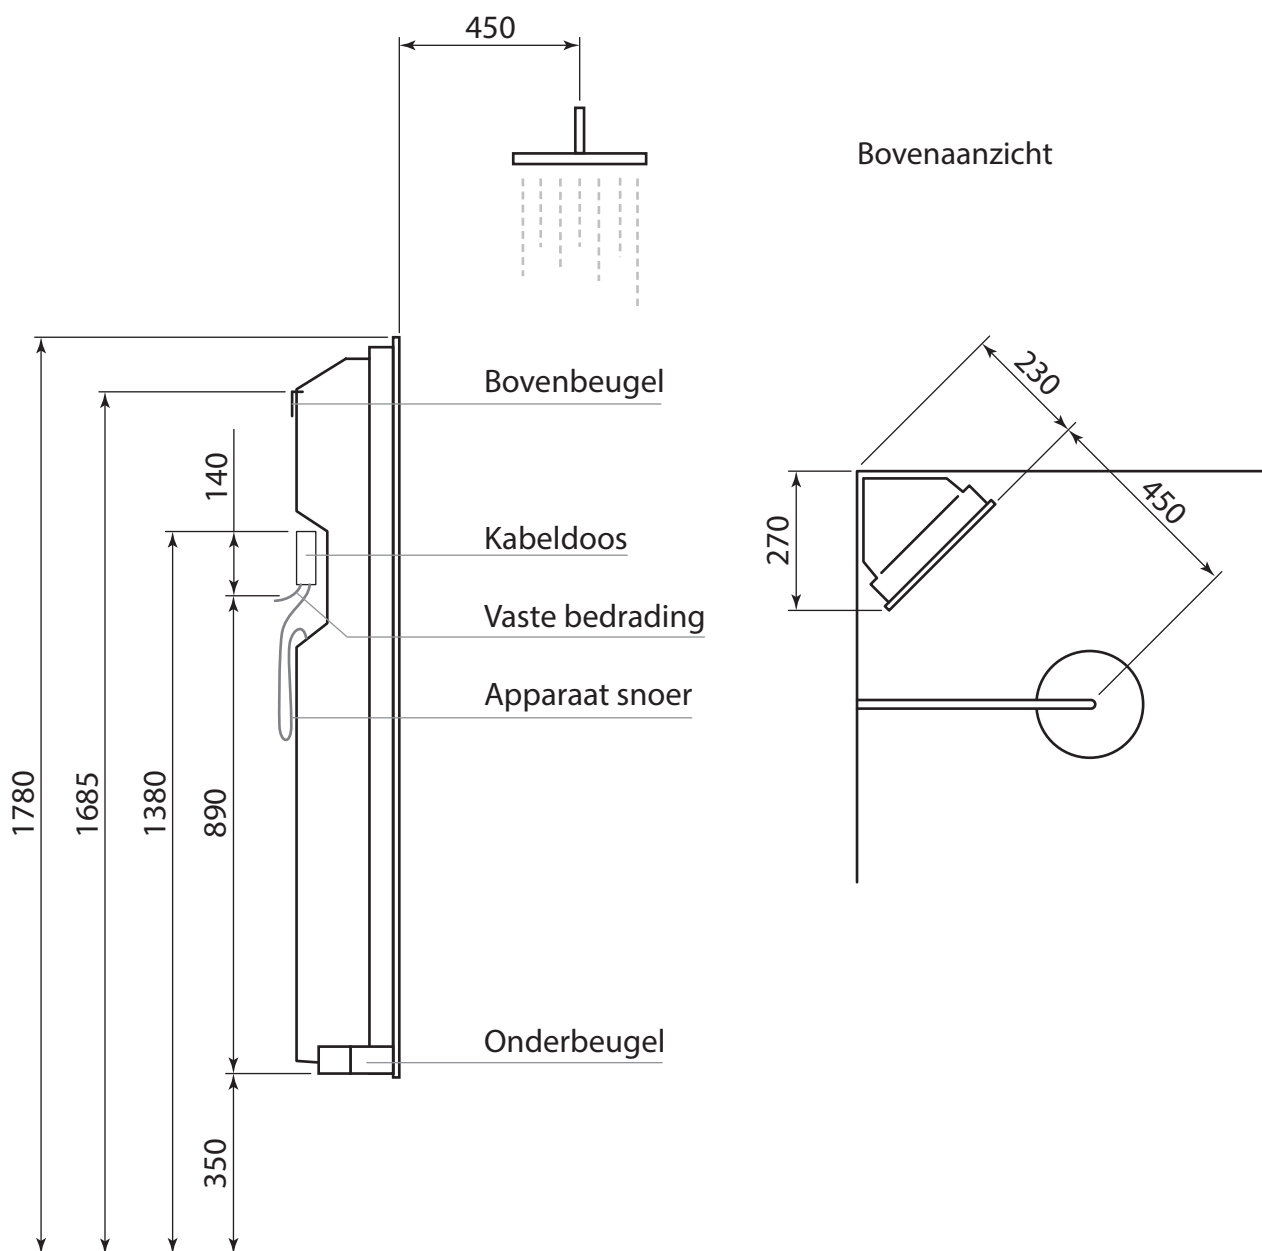 450
Bovenaanzicht
230
Bovenbeugel
140
450
270
Kabeldoos
Vaste bedrading
Apparaat snoer
1780
1685
1380
890
Onderbeugel
350